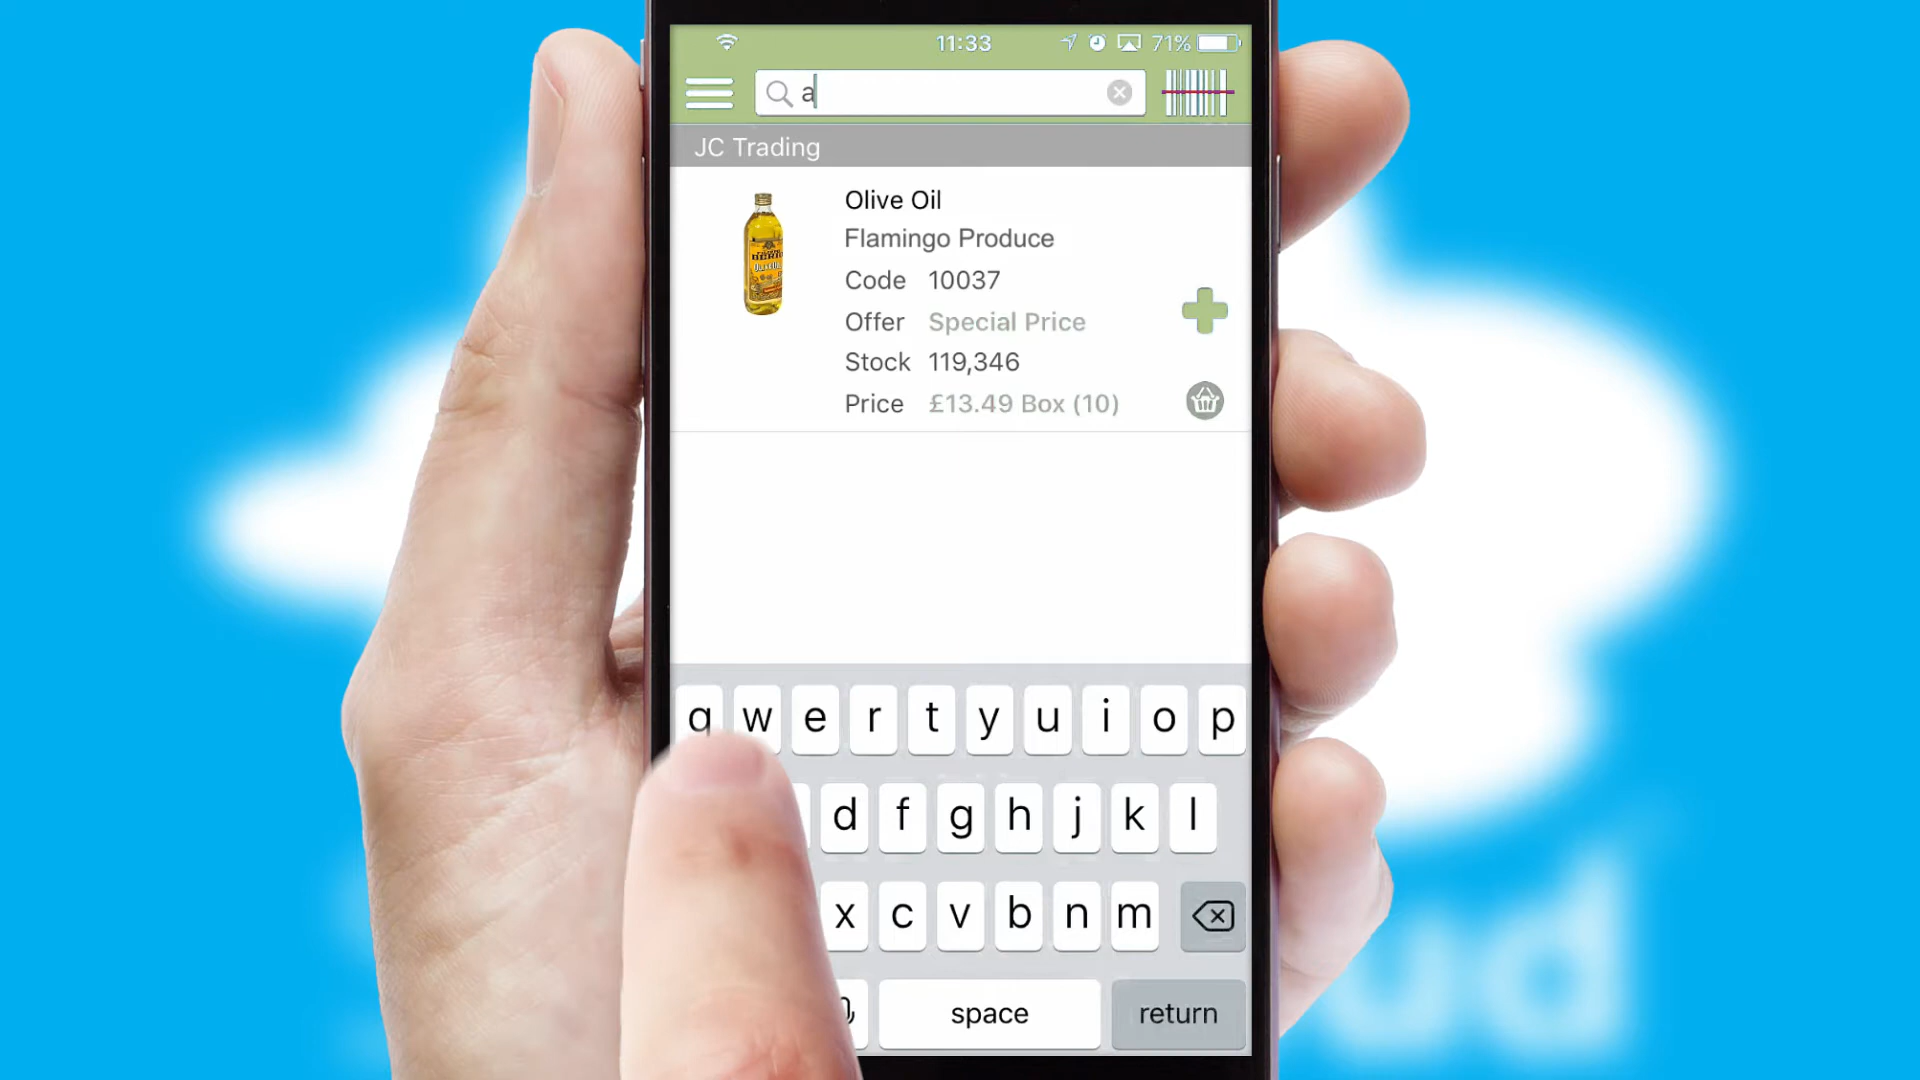 11:33 71%
a
JC Trading
Olive Oil
Flamingo Produce
Code 10037
Offer Special Price
Stock 119,346
Price £13.49 Box (10)
q w e r t y u i o p
d f g h j k l
x c v b n m
space return
ud